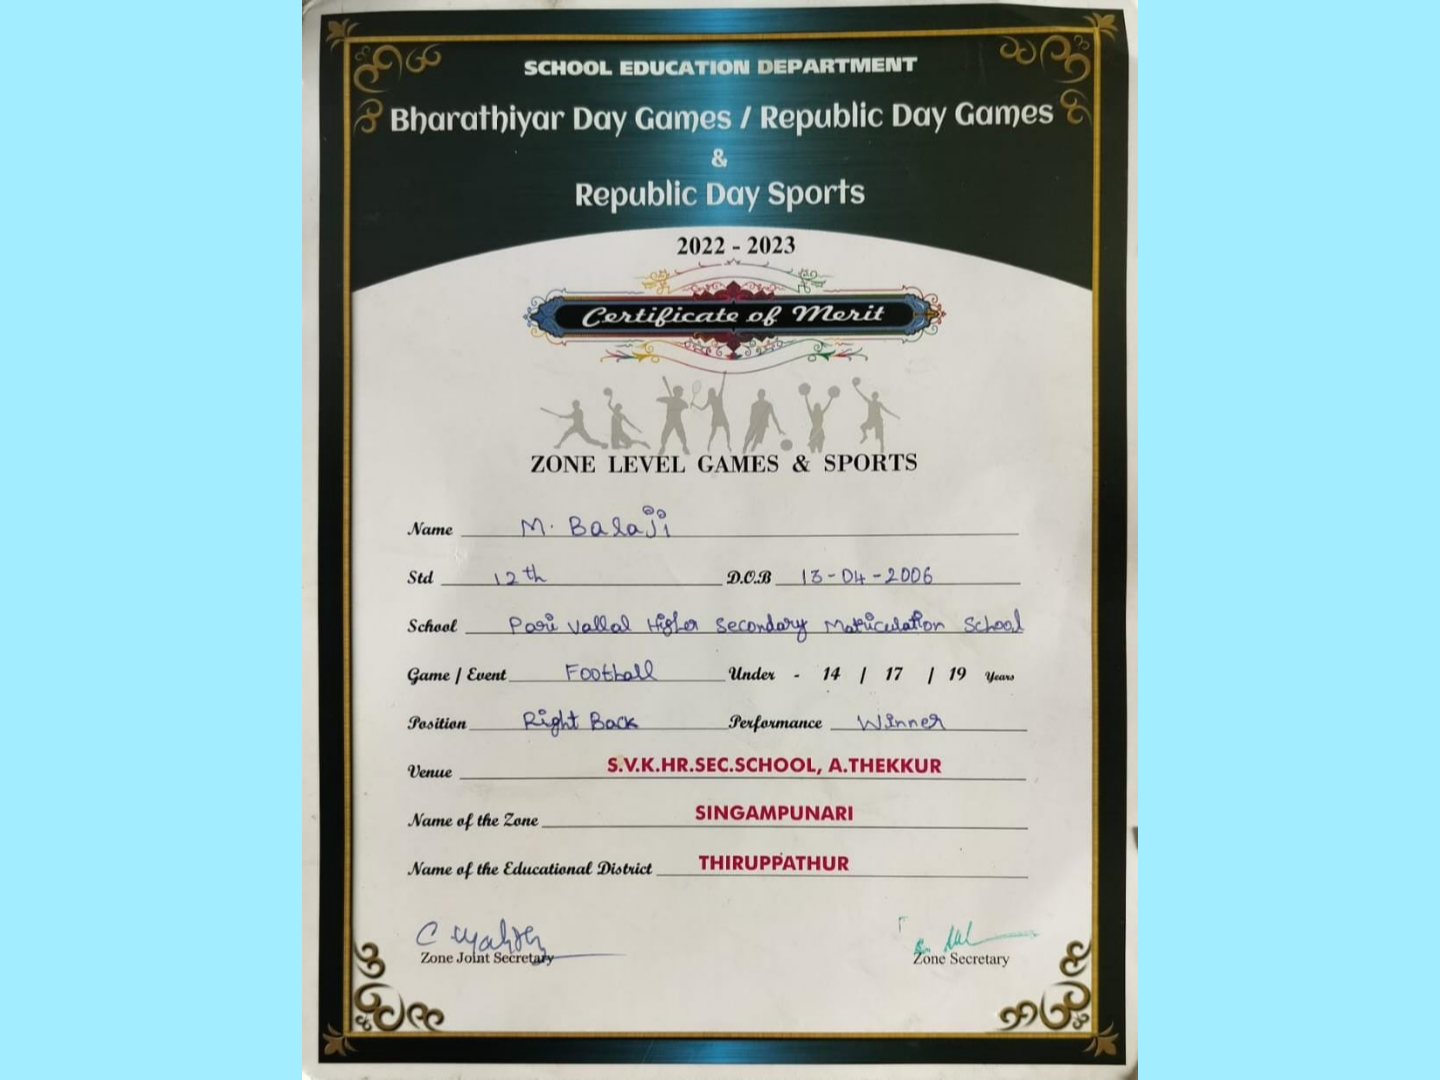 SCHOOL EDUCATION DEPARTMENT
Bharathiyar Day Games / Republic Day Games
&
Republic Day Sports
2022 - 2023
Certificate of Merit
ZONE LEVEL GAMES & SPORTS
Name M. Balaji
Std 12th D.O.B 13-04-2006
School Pari Vallal Higher Secondary Matriculation School
Game / Event Football Under - 14 / 17 / 19 Years
Position Right Back Performance Winner
Venue S.V.K.HR.SEC.SCHOOL, A.THEKKUR
Name of the Zone SINGAMPUNARI
Name of the Educational District THIRUPPATHUR
Zone Joint Secretary Zone Secretary